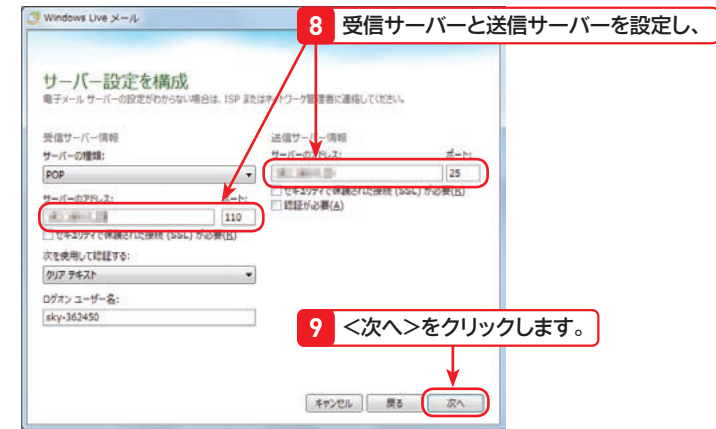 Windows Live メール
8 受信サーバーと送信サーバーを設定し、
サーバー設定を構成
電子メール サーバーの設定がわからない場合は、ISP またはネットワーク管理者に連絡してください。
受信サーバー情報
サーバーの種類:
POP
サーバーのアドレス: ポート:
110
セキュリティで保護された接続 (SSL) が必要(R)
次を使用して認証する:
クリア テキスト
ログオン ユーザー名:
sky-362450
送信サーバー情報
サーバーのアドレス: ポート:
25
セキュリティで保護された接続 (SSL) が必要(R)
認証が必要(A)
9 <次へ>をクリックします。
キャンセル 戻る 次へ